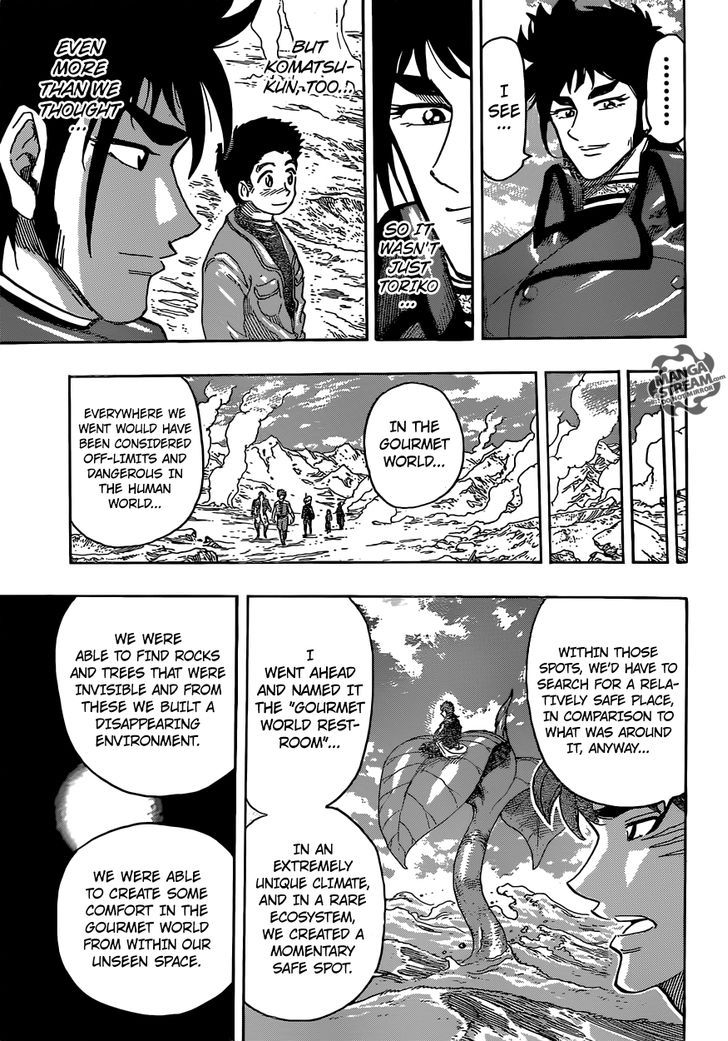 .........
I
SEE...
SO IT
WASN'T
JUST
TORIKO
...
BUT
KOMATSU-
KUN, TOO...
EVEN
MORE
THAN WE
THOUGHT
...
MANGA
STREAM.com
DO NOT MIRROR
IN THE
GOURMET
WORLD...
EVERYWHERE WE
WENT WOULD HAVE
BEEN CONSIDERED
OFF-LIMITS AND
DANGEROUS IN
THE HUMAN
WORLD...
WITHIN THOSE
SPOTS, WE'D HAVE TO
SEARCH FOR A RELA-
TIVELY SAFE PLACE,
IN COMPARISON TO
WHAT WAS AROUND
IT, ANYWAY...
I
WENT AHEAD
AND NAMED IT
THE "GOURMET
WORLD REST-
ROOM"...
IN AN
EXTREMELY
UNIQUE CLIMATE,
AND IN A RARE
ECOSYSTEM,
WE CREATED A
MOMENTARY
SAFE SPOT.
WE WERE
ABLE TO FIND ROCKS
AND TREES THAT WERE
INVISIBLE AND FROM
THESE WE BUILT A
DISAPPEARING
ENVIRONMENT.
WE WERE ABLE
TO CREATE SOME
COMFORT IN THE
GOURMET WORLD
FROM WITHIN OUR
UNSEEN SPACE.